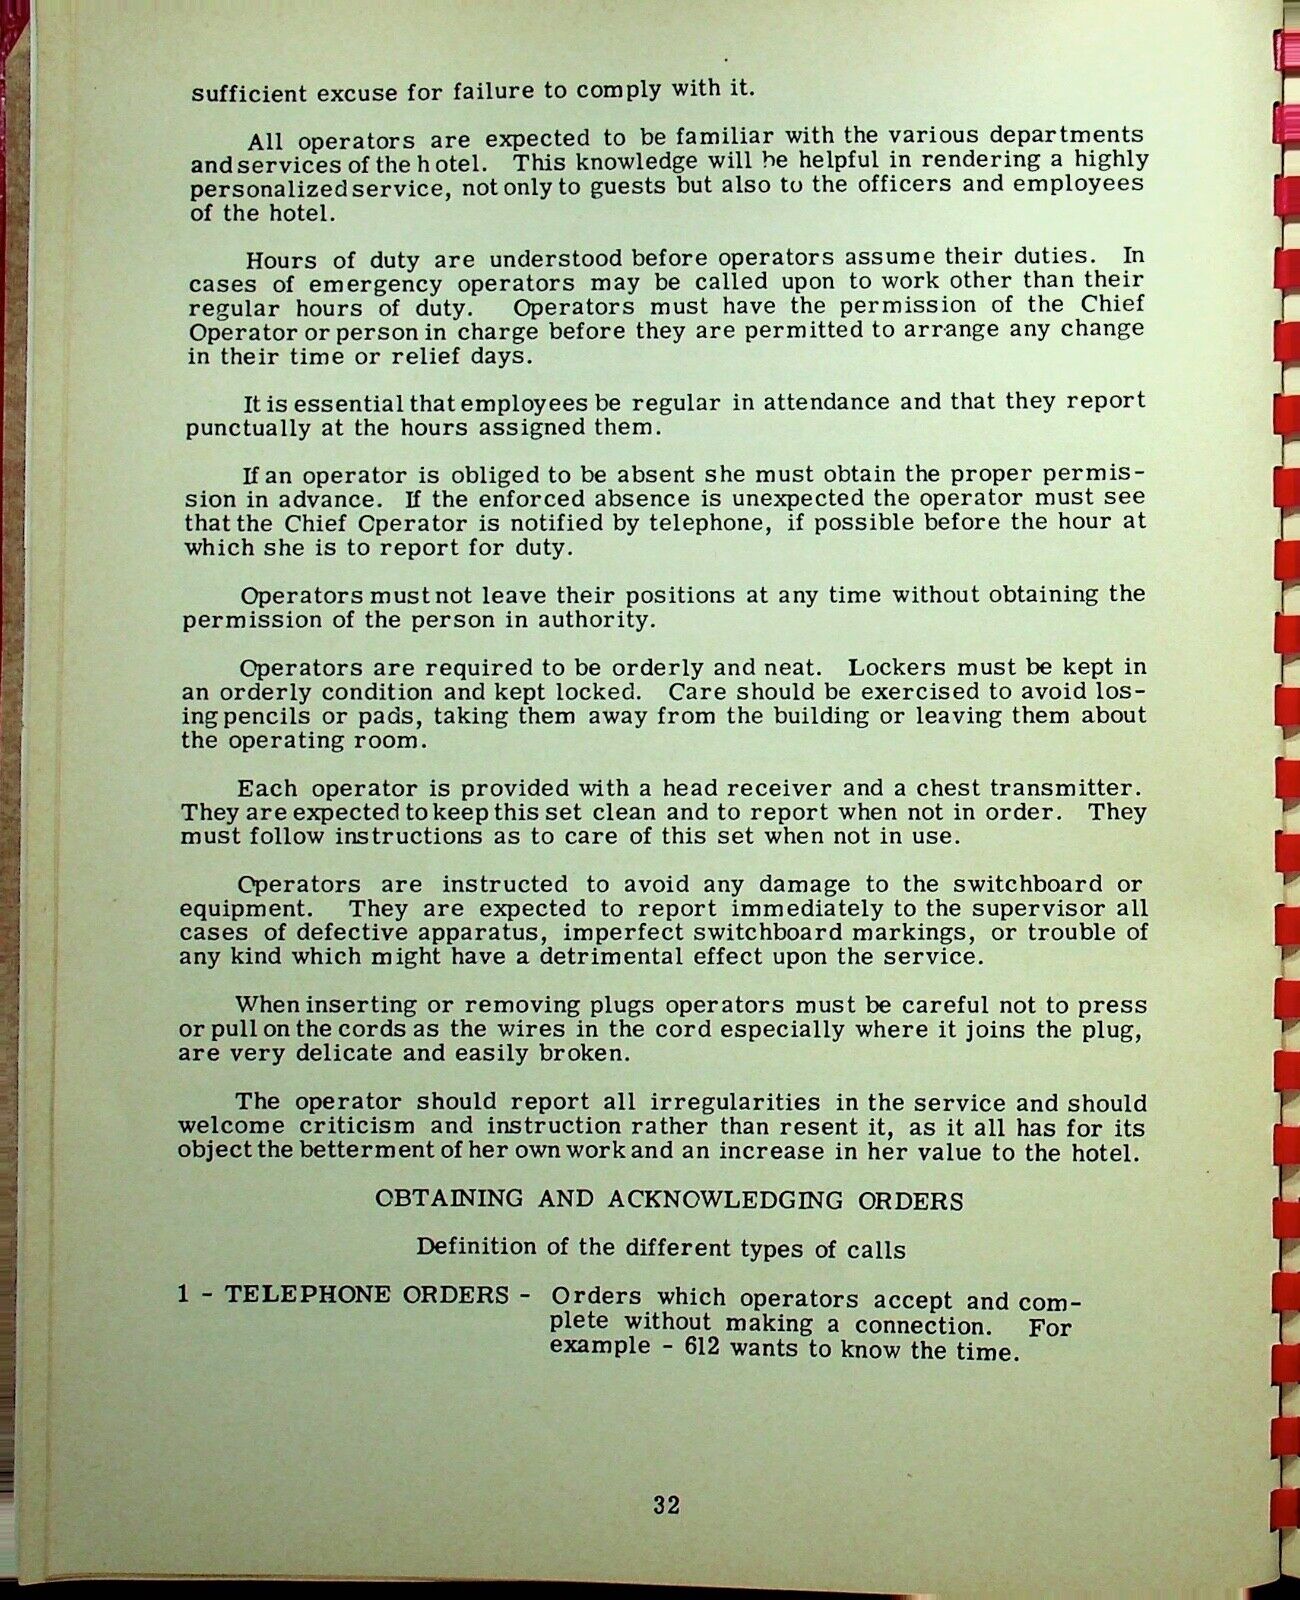 sufficient excuse for failure to comply with it.
All operators are expected to be familiar with the various departments
and services of the hotel. This knowledge will be helpful in rendering a highly
personalized service, not only to guests but also to the officers and employees
of the hotel.
Hours of duty are understood before operators assume their duties. In
cases of emergency operators may be called upon to work other than their
regular hours of duty. Operators must have the permission of the Chief
Operator or person in charge before they are permitted to arrange any change
in their time or relief days.
It is essential that employees be regular in attendance and that they report
punctually at the hours assigned them.
If an operator is obliged to be absent she must obtain the proper permis-
sion in advance. If the enforced absence is unexpected the operator must see
that the Chief Operator is notified by telephone, if possible before the hour at
which she is to report for duty.
Operators must not leave their positions at any time without obtaining the
permission of the person in authority.
Operators are required to be orderly and neat. Lockers must be kept in
an orderly condition and kept locked. Care should be exercised to avoid los-
ing pencils or pads, taking them away from the building or leaving them about
the operating room.
Each operator is provided with a head receiver and a chest transmitter.
They are expected to keep this set clean and to report when not in order. They
must follow instructions as to care of this set when not in use.
Operators are instructed to avoid any damage to the switchboard or
equipment. They are expected to report immediately to the supervisor all
cases of defective apparatus, imperfect switchboard markings, or trouble of
any kind which might have a detrimental effect upon the service.
When inserting or removing plugs operators must be careful not to press
or pull on the cords as the wires in the cord especially where it joins the plug,
are very delicate and easily broken.
The operator should report all irregularities in the service and should
welcome criticism and instruction rather than resent it, as it all has for its
object the betterment of her own work and an increase in her value to the hotel.
OBTAINING AND ACKNOWLEDGING ORDERS
Definition of the different types of calls
1 - TELEPHONE ORDERS - Orders which operators accept and com-
plete without making a connection. For
example - 612 wants to know the time.
32